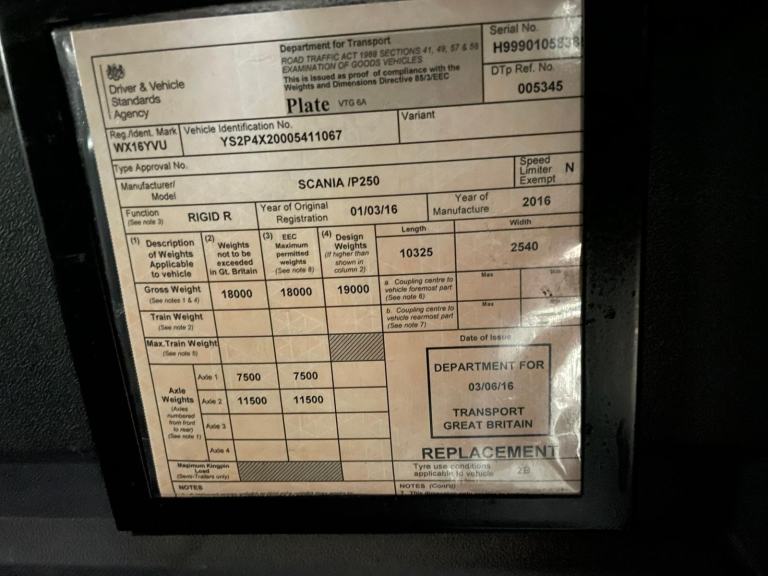 Driver & Vehicle
Standards
Agency
Department for Transport
ROAD TRAFFIC ACT 1988 SECTIONS 41, 49, 57 & 58
EXAMINATION OF GOODS VEHICLES
This is issued as proof of compliance with the
Weights and Dimensions Directive 85/3/EEC
Plate VTG 6A
Serial No.
DTp Ref. No.
005345
Reg./Ident. Mark
WX16YVU
Vehicle Identification No.
YS2P4X20005411067
Variant
Type Approval No.
Speed
Limiter
Exempt N
Manufacturer/
Model
SCANIA /P250
Function
(See note 3)
RIGID R
Year of Original
Registration
01/03/16
Year of
Manufacture
2016
(1) Description
of Weights
Applicable
to vehicle
(2) Weights
not to be
exceeded
in Gt. Britain
(3) EEC
Maximum
permitted
weights
(See note 8)
(4) Design
Weights
(if higher than
shown in
column 2)
Length
10325
Width
2540
Gross Weight
(See notes 1 & 4)
18000
18000
19000
a. Coupling centre to
vehicle foremost part
(See note 6)
Max
Train Weight
(See note 2)
b. Coupling centre to
vehicle rearmost part
(See note 7)
Max
Max.Train Weight
(See note 5)
Axle
Weights
(Axles
numbered
from front
to rear)
(See note 1)
Axle 1
7500
7500
Axle 2
11500
11500
Axle 3
Axle 4
Date of Issue
DEPARTMENT FOR
03/06/16
TRANSPORT
GREAT BRITAIN
REPLACEMENT
Maximum Kingpin
Load
(Semi-Trailers only)
Tyre use conditions
applicable to vehicle
2B
NOTES
NOTES (Cont'd)